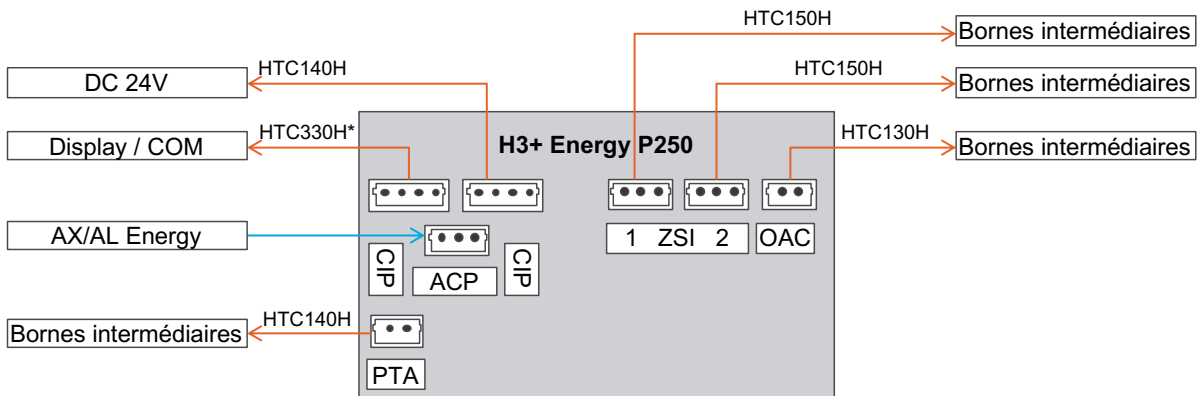 HTC150H
Bornes intermédiaires
HTC140H
HTC150H
DC 24V
Bornes intermédiaires
HTC330H*
H3+ Energy P250
HTC130H
Display / COM
Bornes intermédiaires
AX/AL Energy
1 ZSI 2
OAC
CIP
ACP
CIP
HTC140H
Bornes intermédiaires
PTA